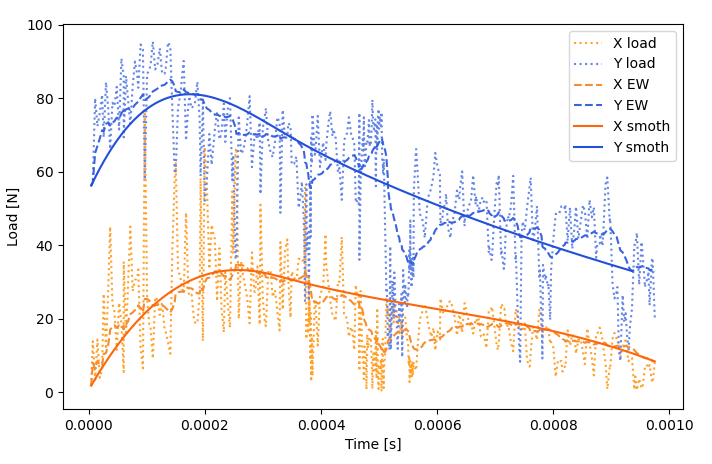 100
80
60
40
20
0
Load [N]
X load
Y load
X EW
Y EW
X smoth
Y smoth
0.0000
0.0002
0.0004
0.0006
0.0008
0.0010
Time [s]